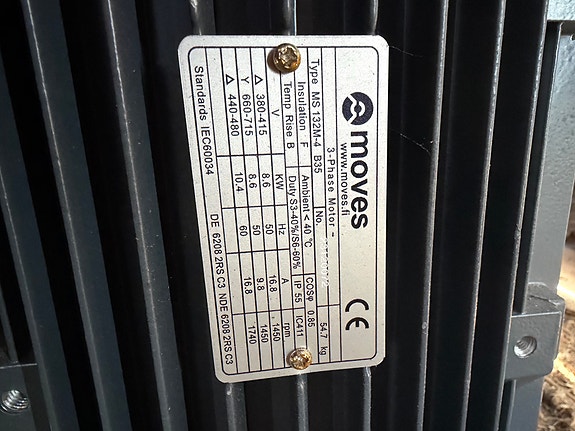 moves
www.moves.fi
CE
3-Phase Motor
Type MS 132M-4 B35 No. 54.7 kg
Insulation F Ambient < 40 °C COSφ 0.85
Temp Rise B Duty S3-40%/S6-60% IP 55 IC411
V KW Hz A rpm
Δ 380-415 8.6 50 16.8 1450
Y 660-715 8.6 50 9.8 1450
Δ 440-480 10.4 60 16.8 1740
Standards IEC60034 DE 6208 2RS C3 NDE 6208 2RS C3